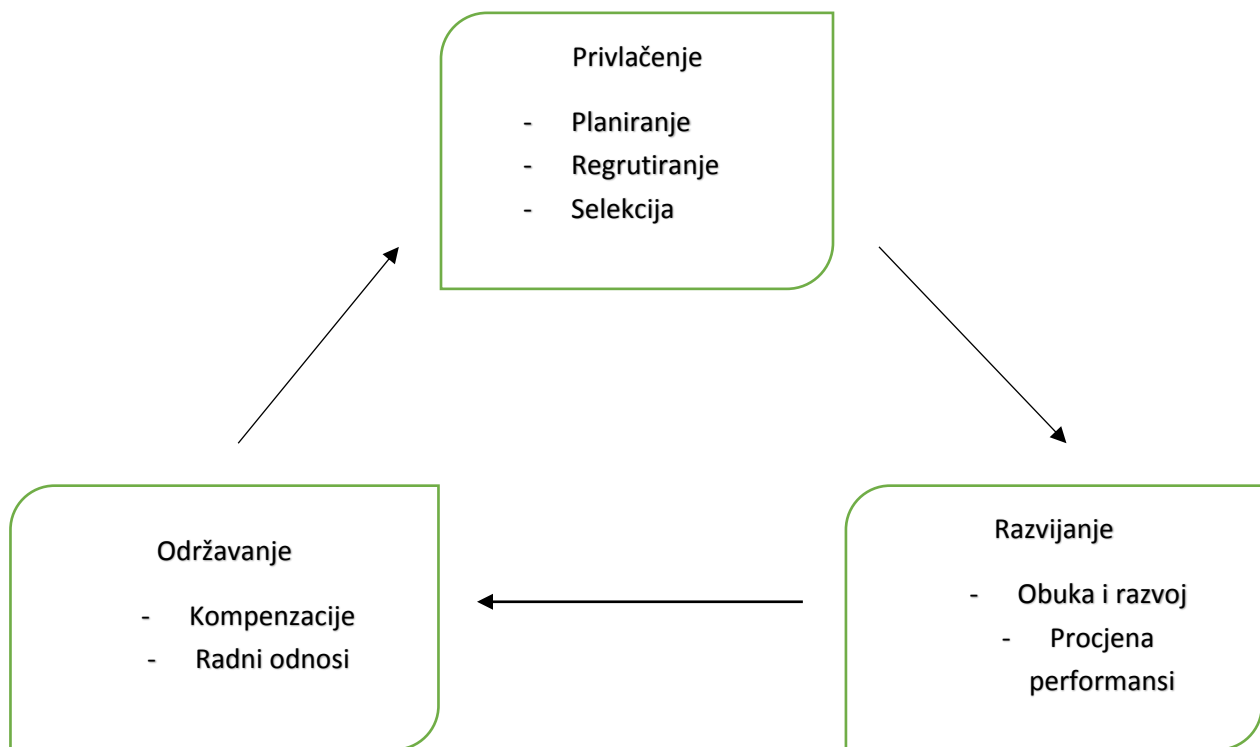 Privlačenje
- Planiranje
- Regrutiranje
- Selekcija
Održavanje
- Kompenzacije
- Radni odnosi
Razvijanje
- Obuka i razvoj
- Procjena
performansi